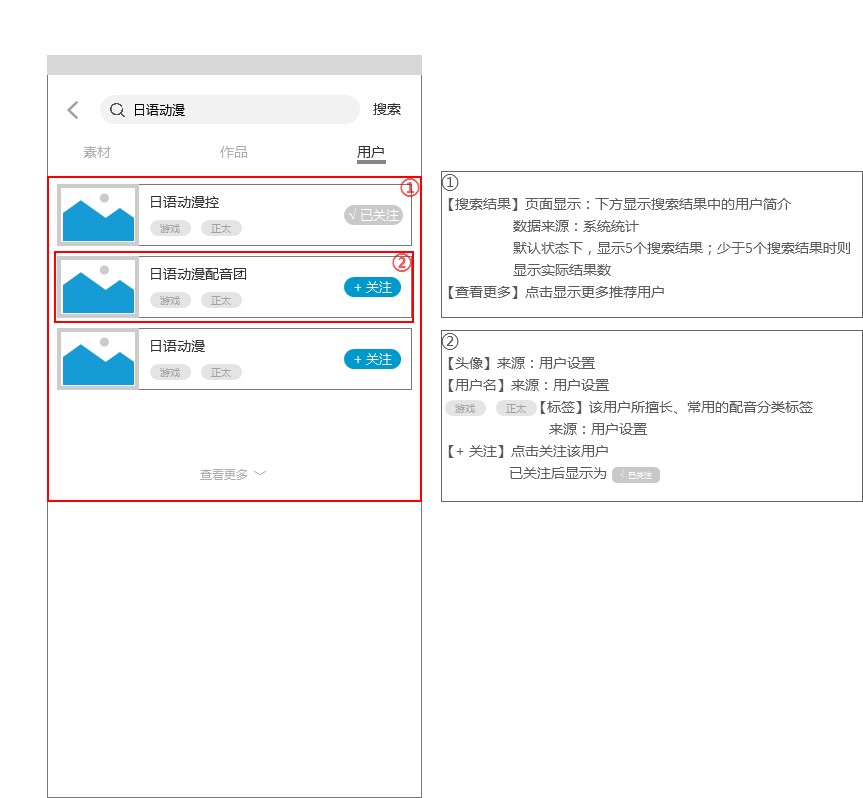 日语动漫 搜索
素材 作品 用户
①
日语动漫控
游戏 正太
√ 已关注
②
日语动漫配音团
游戏 正太
+ 关注
日语动漫
游戏 正太
+ 关注
查看更多
①
【搜索结果】页面显示：下方显示搜索结果中的用户简介
数据来源：系统统计
默认状态下，显示5个搜索结果；少于5个搜索结果时则
显示实际结果数
【查看更多】点击显示更多推荐用户
②
【头像】来源：用户设置
【用户名】来源：用户设置
游戏 正太 【标签】该用户所擅长、常用的配音分类标签
来源：用户设置
【+ 关注】点击关注该用户
已关注后显示为 √ 已关注